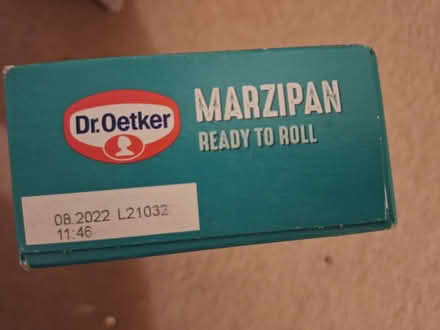 Dr.Oetker
MARZIPAN
READY TO ROLL
08.2022 L21032
11:46